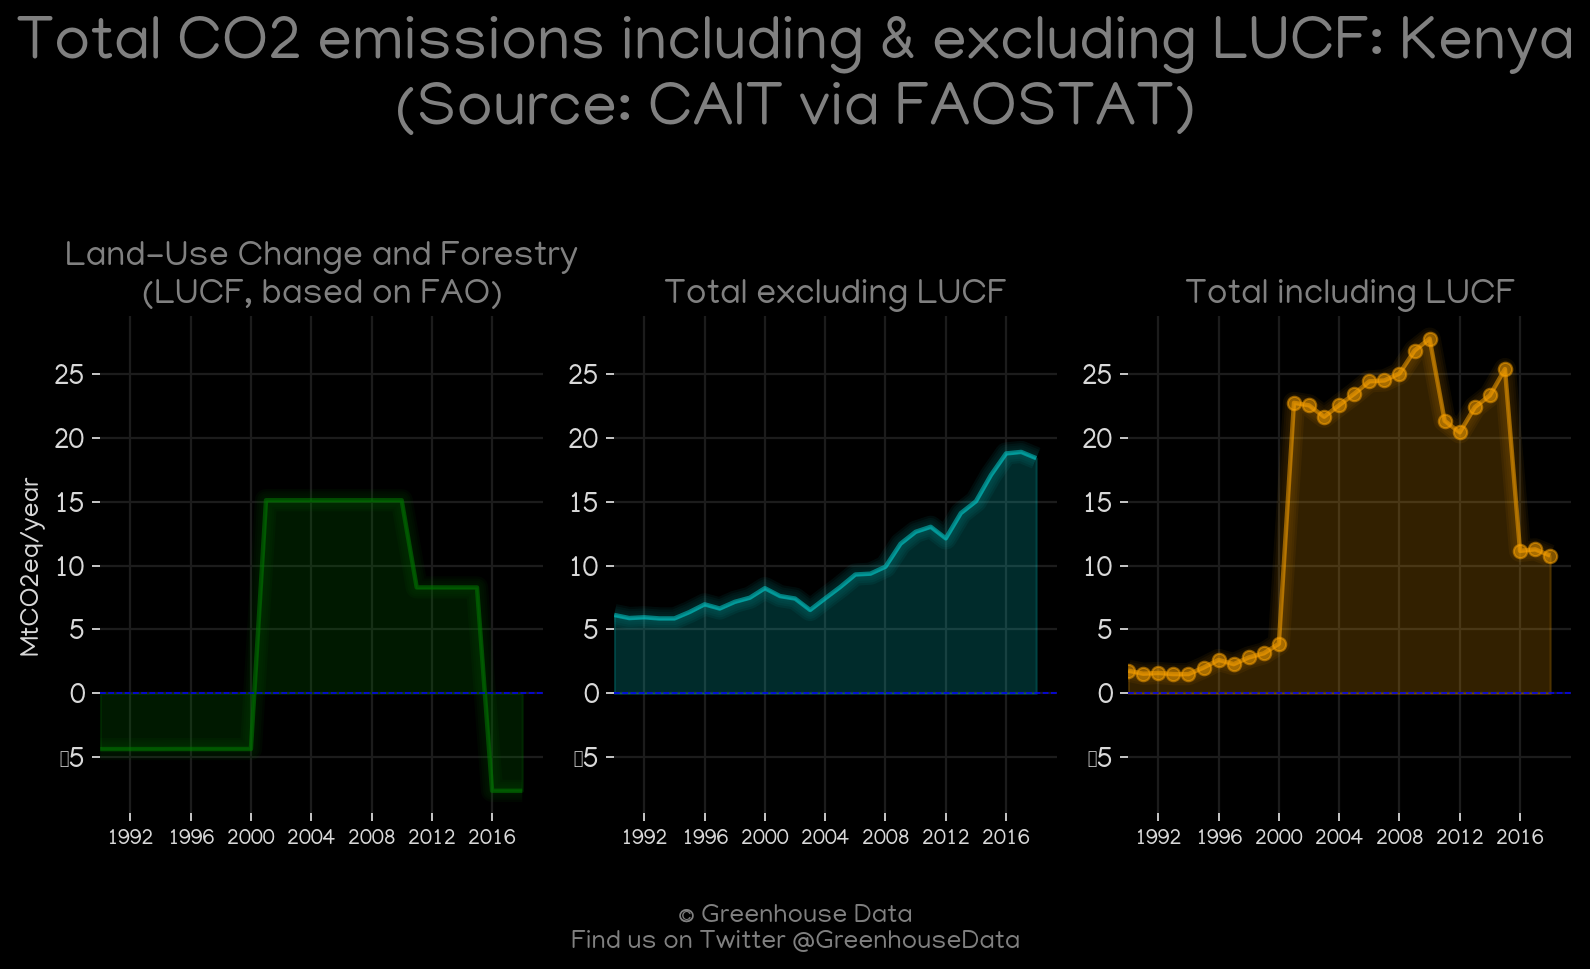 Total CO2 emissions including & excluding LUCF: Kenya
(Source: CAIT via FAOSTAT)
Land-Use Change and Forestry
(LUCF, based on FAO)
Total excluding LUCF
Total including LUCF
MtCO2eq/year
25
20
15
10
5
0
▯5
1992 1996 2000 2004 2008 2012 2016
25
20
15
10
5
0
▯5
1992 1996 2000 2004 2008 2012 2016
25
20
15
10
5
0
▯5
1992 1996 2000 2004 2008 2012 2016
© Greenhouse Data
Find us on Twitter @GreenhouseData